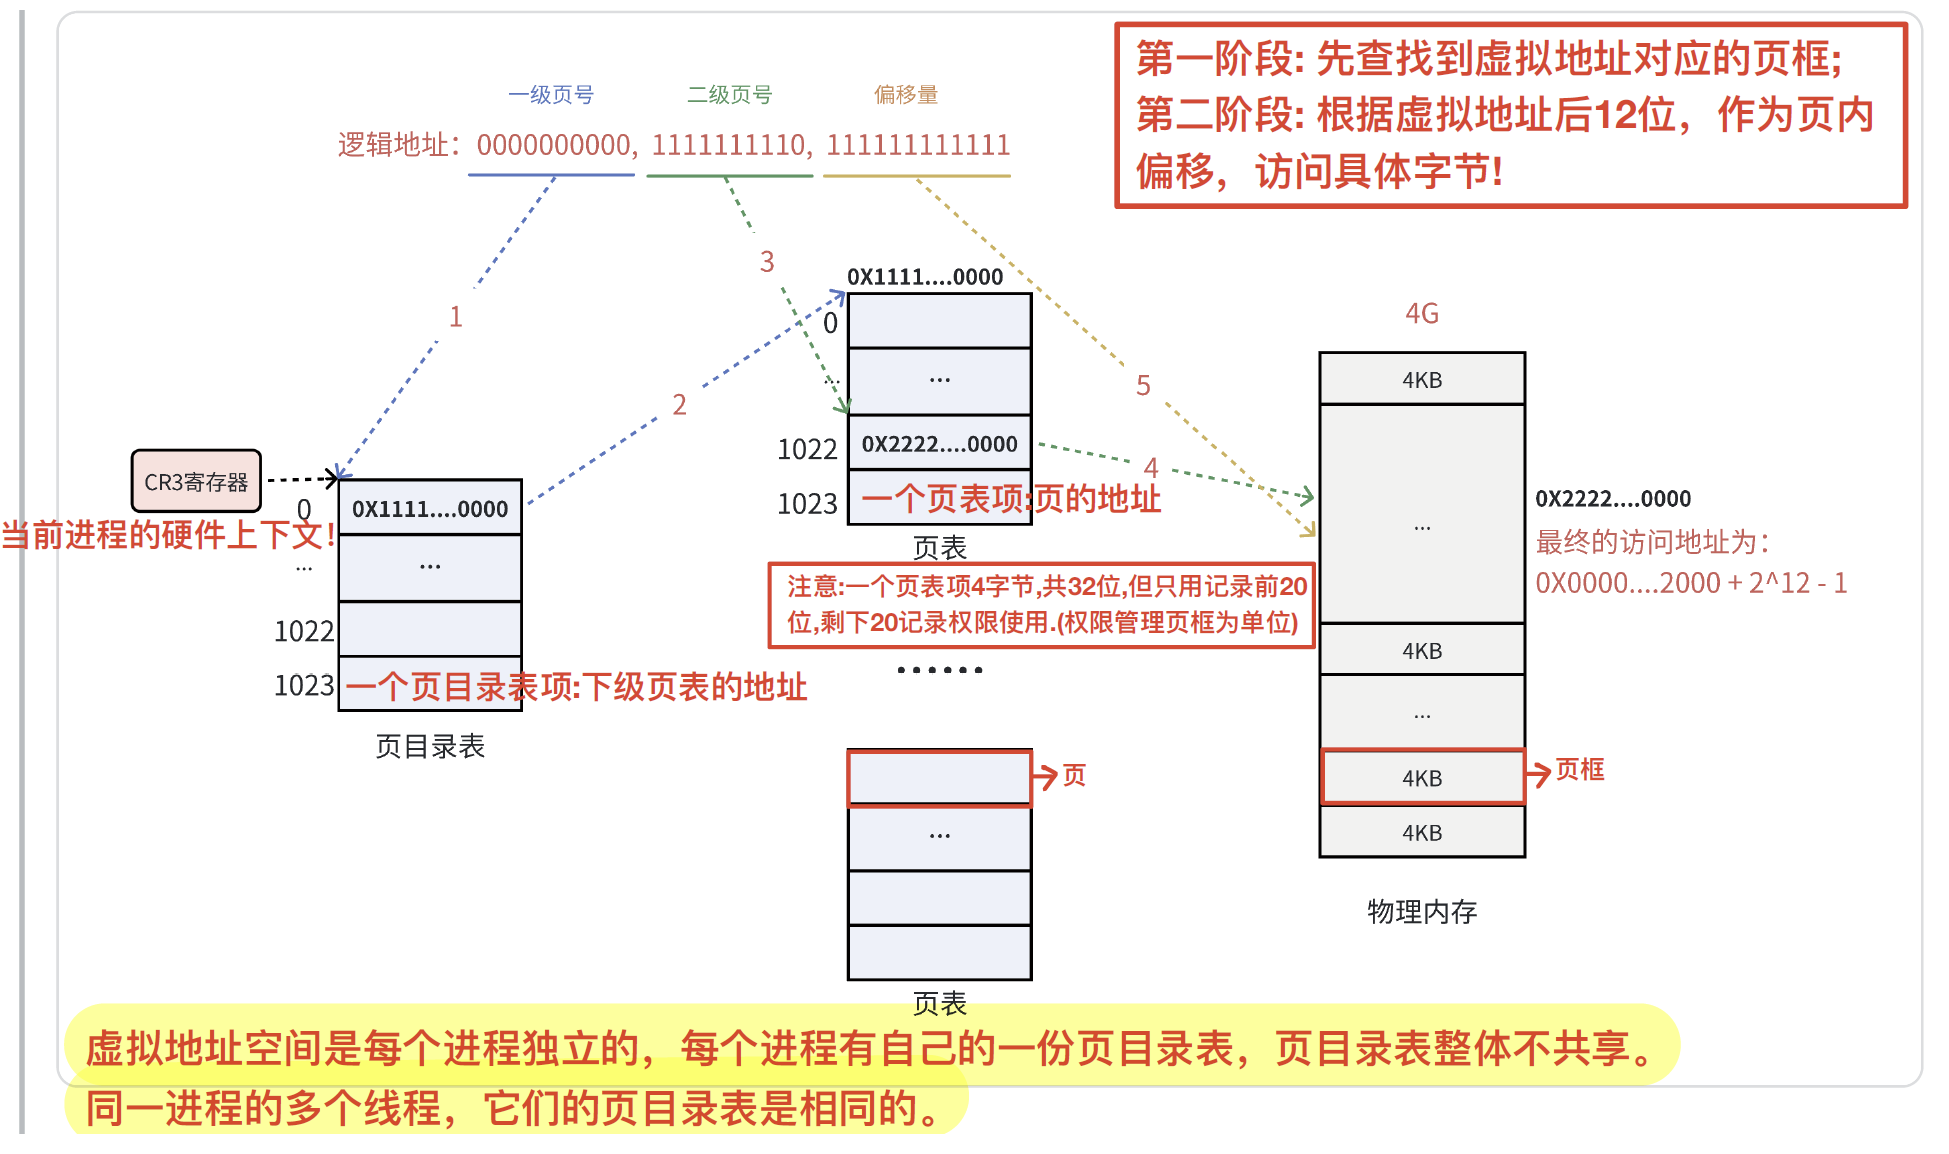 第一阶段: 先查找到虚拟地址对应的页框;
第二阶段: 根据虚拟地址后12位，作为页内
偏移，访问具体字节!
一级页号
二级页号
偏移量
逻辑地址： 0000000000, 1111111110, 111111111111
3
1
0X1111....0000
0
...
...
2
5
4
1022
0X2222....0000
1023
一个页表项:页的地址
页表
4G
4KB
...
0X2222....0000
最终的访问地址为：
0X0000....2000 + 2^12 - 1
CR3寄存器
0
0X1111....0000
当前进程的硬件上下文!
...
...
1022
1023
一个页目录表项:下级页表的地址
页目录表
注意:一个页表项4字节,共32位,但只用记录前20
位,剩下20记录权限使用.(权限管理页框为单位)
......
4KB
...
页
4KB
页框
...
4KB
物理内存
页表
虚拟地址空间是每个进程独立的，每个进程有自己的一份页目录表，页目录表整体不共享。
同一进程的多个线程，它们的页目录表是相同的。